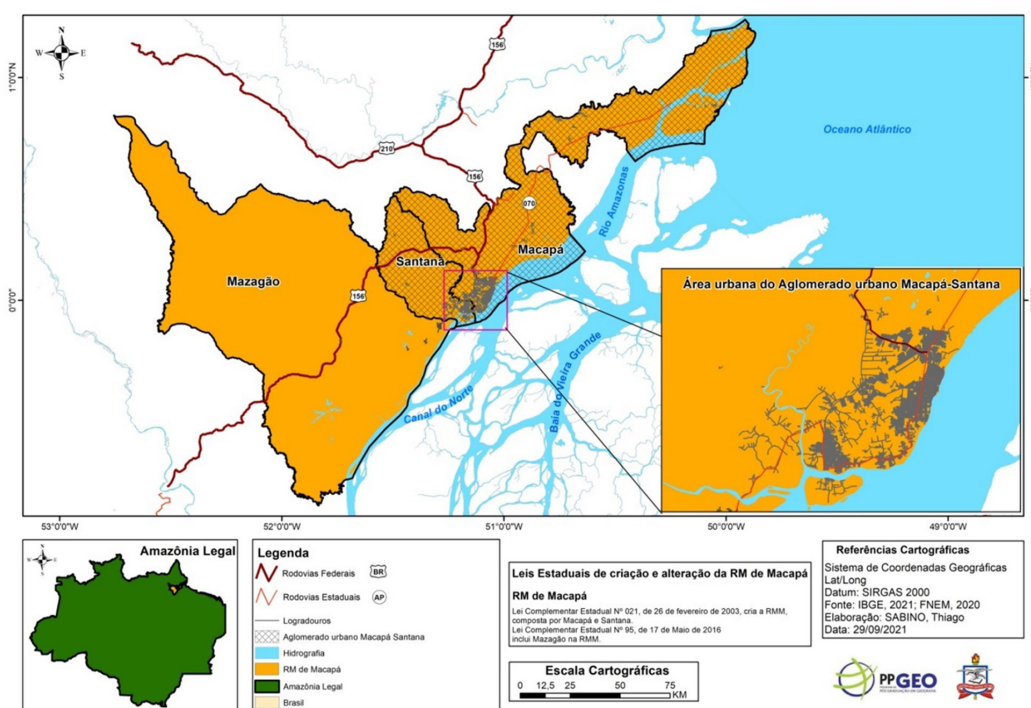 N
W E
S
1°0'0"N
0°0'0"
156
210
156
070
156
Oceano Atlântico
Rio Amazonas
Macapá
Santana
Mazagão
Canal do Norte
Baia do Vieira Grande
Área urbana do Aglomerado urbano Macapá-Santana
53°0'0"W
52°0'0"W
51°0'0"W
50°0'0"W
49°0'0"W
Amazônia Legal
Legenda
Rodovias Federais BR
Rodovias Estaduais AP
Logradouros
Aglomerado urbano Macapá Santana
Hidrografia
RM de Macapá
Amazônia Legal
Brasil
Leis Estaduais de criação e alteração da RM de Macapá
RM de Macapá
Lei Complementar Estadual Nº 021, de 26 de fevereiro de 2003, cria a RMM,
composta por Macapá e Santana.
Lei Complementar Estadual Nº 95, de 17 de Maio de 2016
inclui Mazagão na RMM.
Escala Cartográficas
0 12,5 25 50 75
KM
Referências Cartográficas
Sistema de Coordenadas Geográficas
Lat/Long
Datum: SIRGAS 2000
Fonte: IBGE, 2021; FNEM, 2020
Elaboração: SABINO, Thiago
Data: 29/09/2021
PPGEO